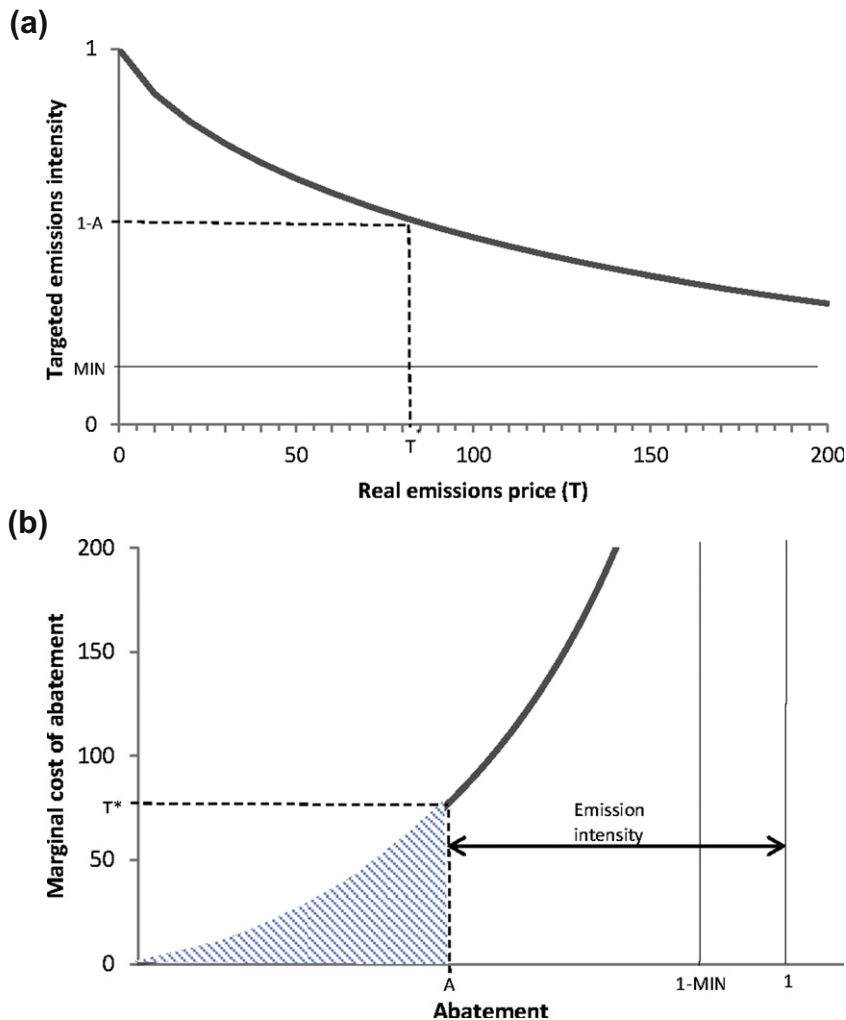 (a)
1
Targeted emissions intensity
1-A
MIN
0
0
50
T
100
150
200
Real emissions price (T)
(b)
200
150
100
T*
50
0
Marginal cost of abatement
Emission
intensity
A
1-MIN
1
Abatement